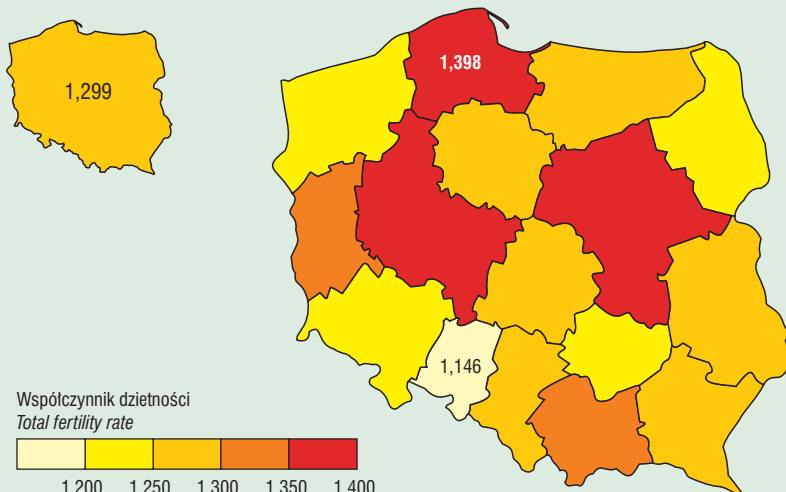 1,299
1,398
1,146
Współczynnik dzietności
Total fertility rate
1,200 1,250 1,300 1,350 1,400